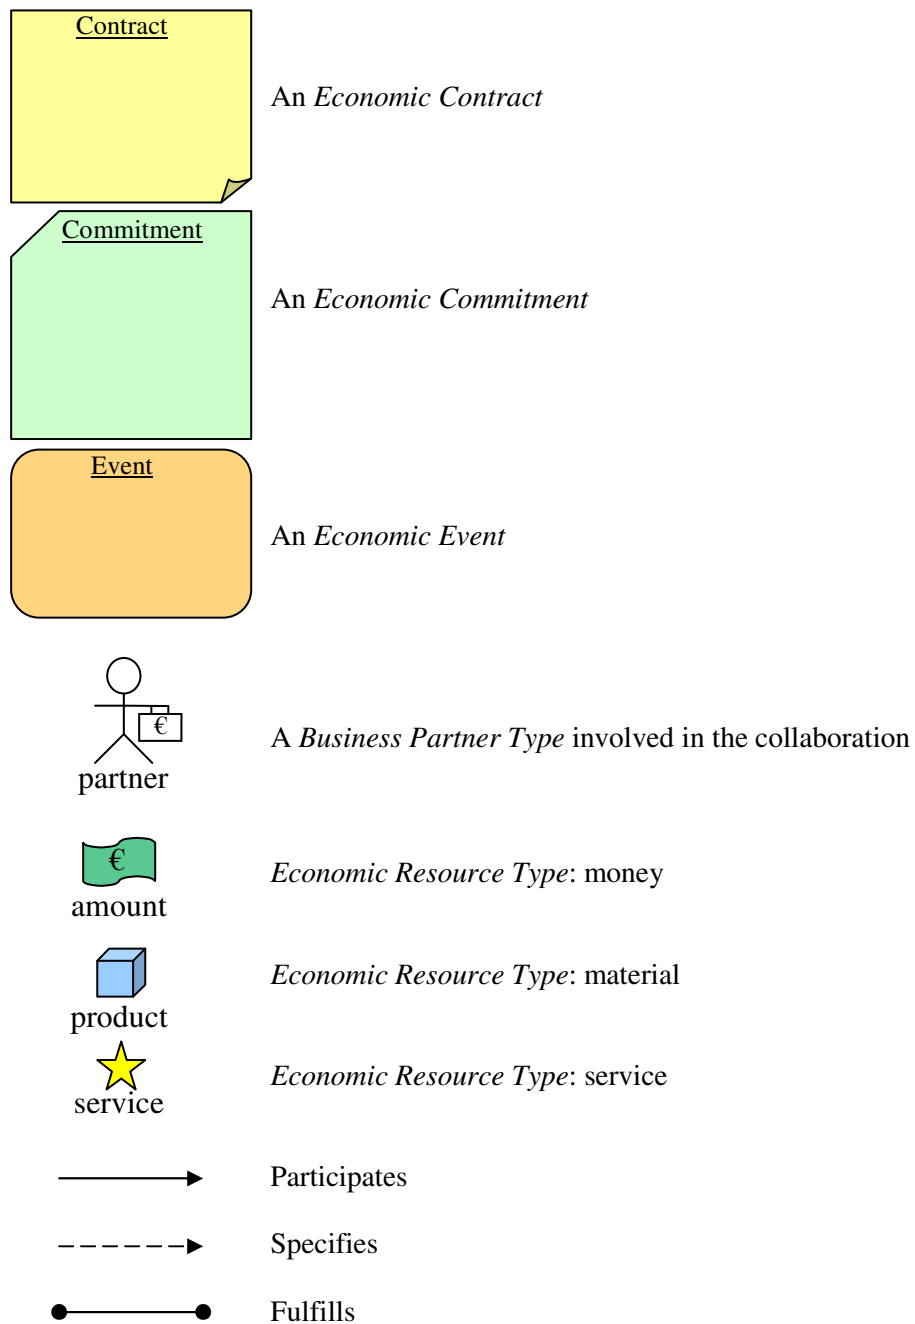 Contract
An Economic Contract
Commitment
An Economic Commitment
Event
An Economic Event
€
A Business Partner Type involved in the collaboration
partner
€
Economic Resource Type: money
amount
Economic Resource Type: material
product
Economic Resource Type: service
service
Participates
Specifies
Fulfills